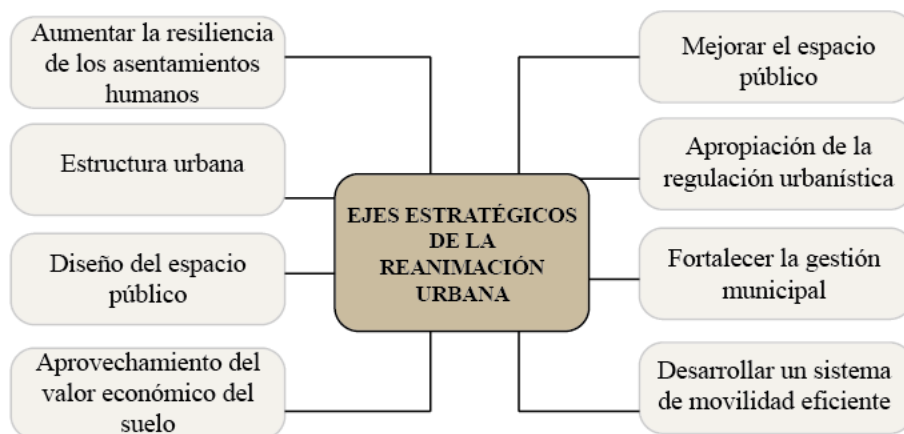 Aumentar la resiliencia
de los asentamientos
humanos
Estructura urbana
Diseño del espacio
público
Aprovechamiento del
valor económico del
suelo
EJES ESTRATÉGICOS
DE LA
REANIMACIÓN
URBANA
Mejorar el espacio
público
Apropiación de la
regulación urbanística
Fortalecer la gestión
municipal
Desarrollar un sistema
de movilidad eficiente